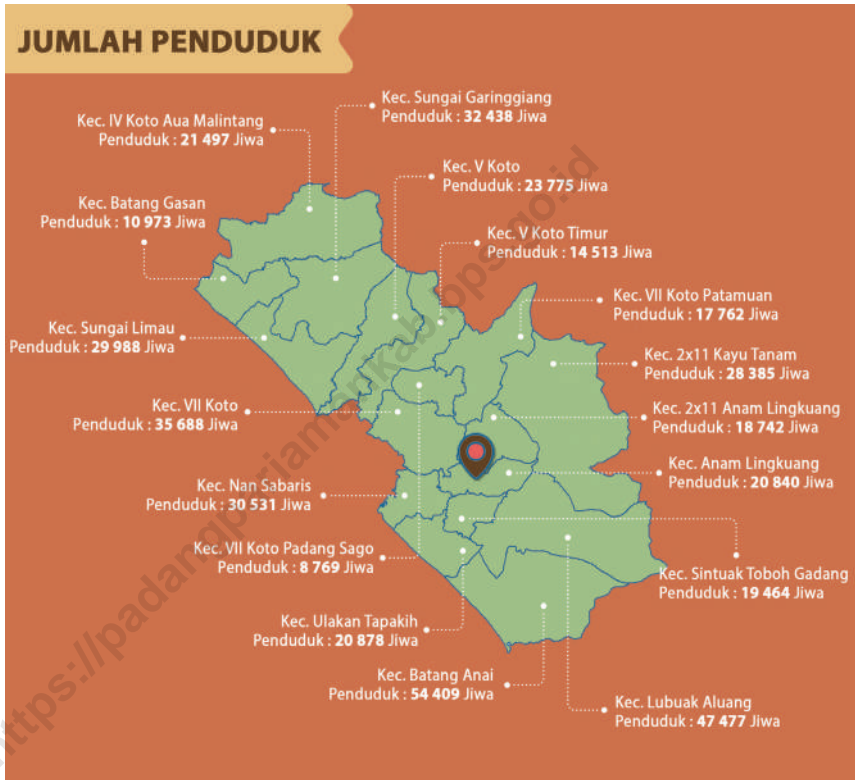 JUMLAH PENDUDUK
Kec. Sungai Garinggiang
Penduduk : 32 438 Jiwa
Kec. IV Koto Aua Malintang
Penduduk : 21 497 Jiwa
Kec. V Koto
Penduduk : 23 775 Jiwa
Kec. Batang Gasan
Penduduk : 10 973 Jiwa
Kec. V Koto Timur
Penduduk : 14 513 Jiwa
Kec. VII Koto Patamuan
Penduduk : 17 762 Jiwa
Kec. Sungai Limau
Penduduk : 29 988 Jiwa
Kec. 2x11 Kayu Tanam
Penduduk : 28 385 Jiwa
Kec. VII Koto
Penduduk : 35 688 Jiwa
Kec. 2x11 Anam Lingkuang
Penduduk : 18 742 Jiwa
Kec. Anam Lingkuang
Penduduk : 20 840 Jiwa
Kec. Nan Sabaris
Penduduk : 30 531 Jiwa
Kec. VII Koto Padang Sago
Penduduk : 8 769 Jiwa
Kec. Sintuak Toboh Gadang
Penduduk : 19 464 Jiwa
Kec. Ulakan Tapakih
Penduduk : 20 878 Jiwa
Kec. Batang Anai
Penduduk : 54 409 Jiwa
Kec. Lubuak Aluang
Penduduk : 47 477 Jiwa
https://padangpariamankab.bps.go.id